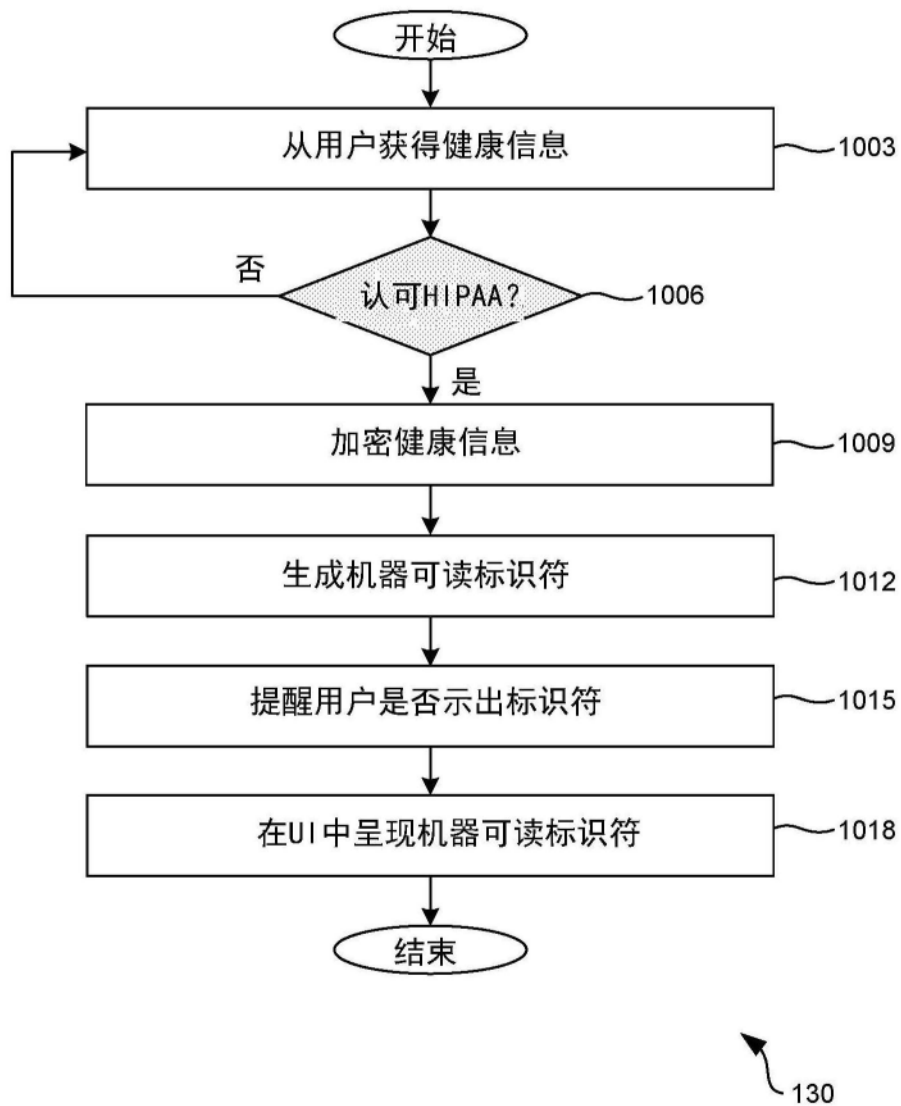 开始
从用户获得健康信息
1003
否
认可HIPAA?
1006
是
加密健康信息
1009
生成机器可读标识符
1012
提醒用户是否示出标识符
1015
在UI中呈现机器可读标识符
1018
结束
130